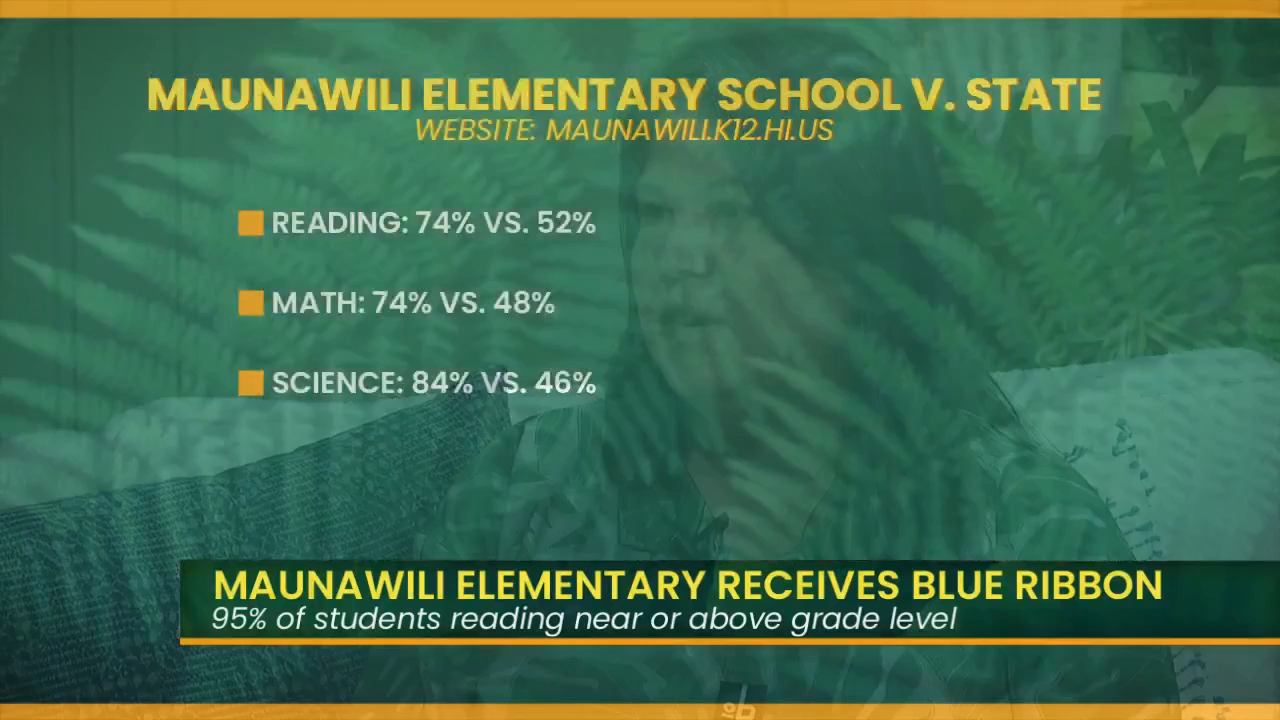 MAUNAWILI ELEMENTARY SCHOOL V. STATE
WEBSITE: MAUNAWILI.K12.HI.US
READING: 74% VS. 52%
MATH: 74% VS. 48%
SCIENCE: 84% VS. 46%
MAUNAWILI ELEMENTARY RECEIVES BLUE RIBBON
95% of students reading near or above grade level